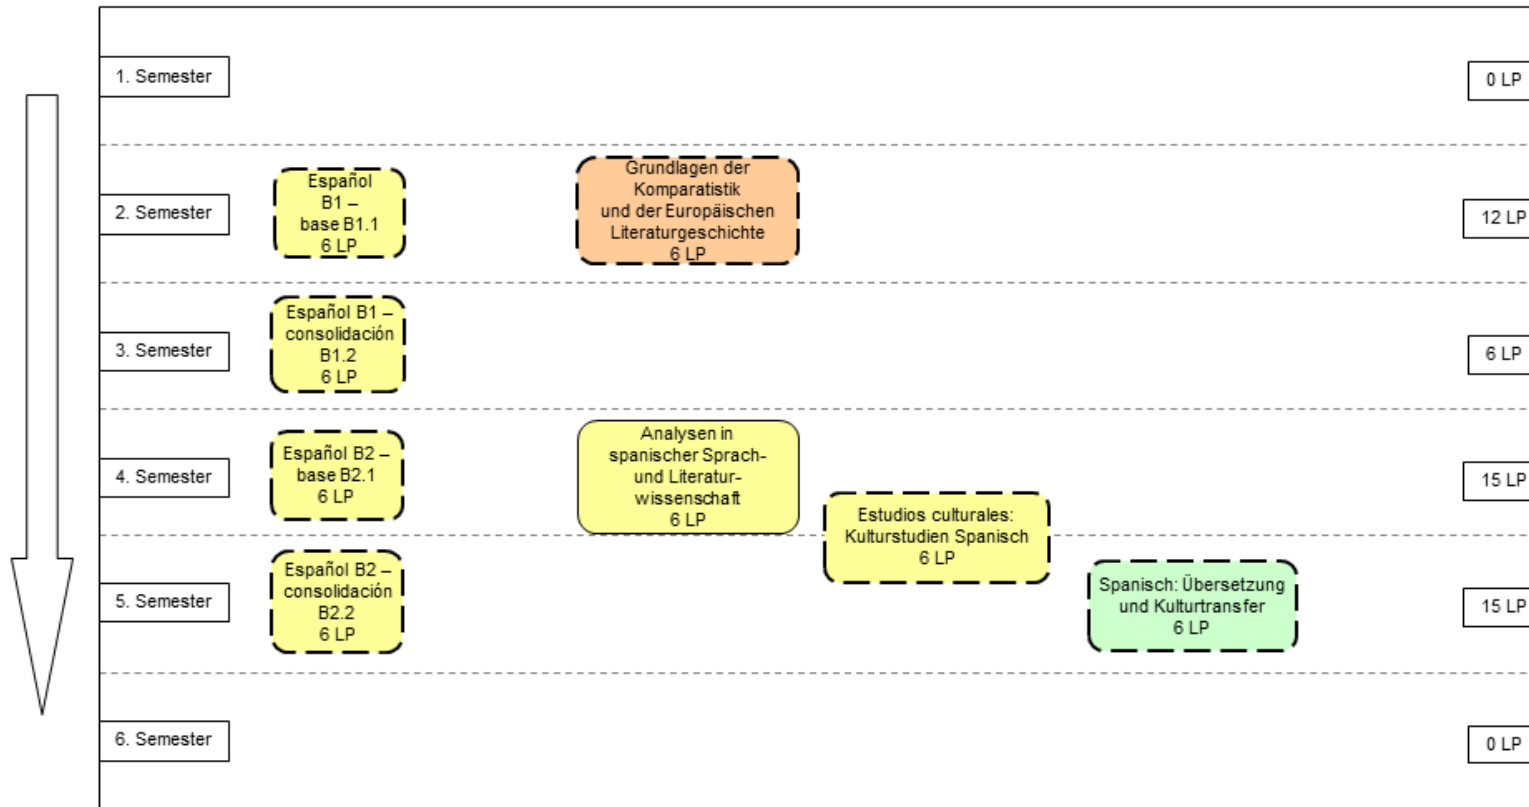 1. Semester
0 LP
2. Semester
Español
B1 –
base B1.1
6 LP
Grundlagen der
Komparatistik
und der Europäischen
Literaturgeschichte
6 LP
12 LP
3. Semester
Español B1 –
consolidación
B1.2
6 LP
6 LP
4. Semester
Español B2 –
base B2.1
6 LP
Analysen in
spanischer Sprach-
und Literatur-
wissenschaft
6 LP
15 LP
Estudios culturales:
Kulturstudien Spanisch
6 LP
5. Semester
Español B2 –
consolidación
B2.2
6 LP
Spanisch: Übersetzung
und Kulturtransfer
6 LP
15 LP
6. Semester
0 LP